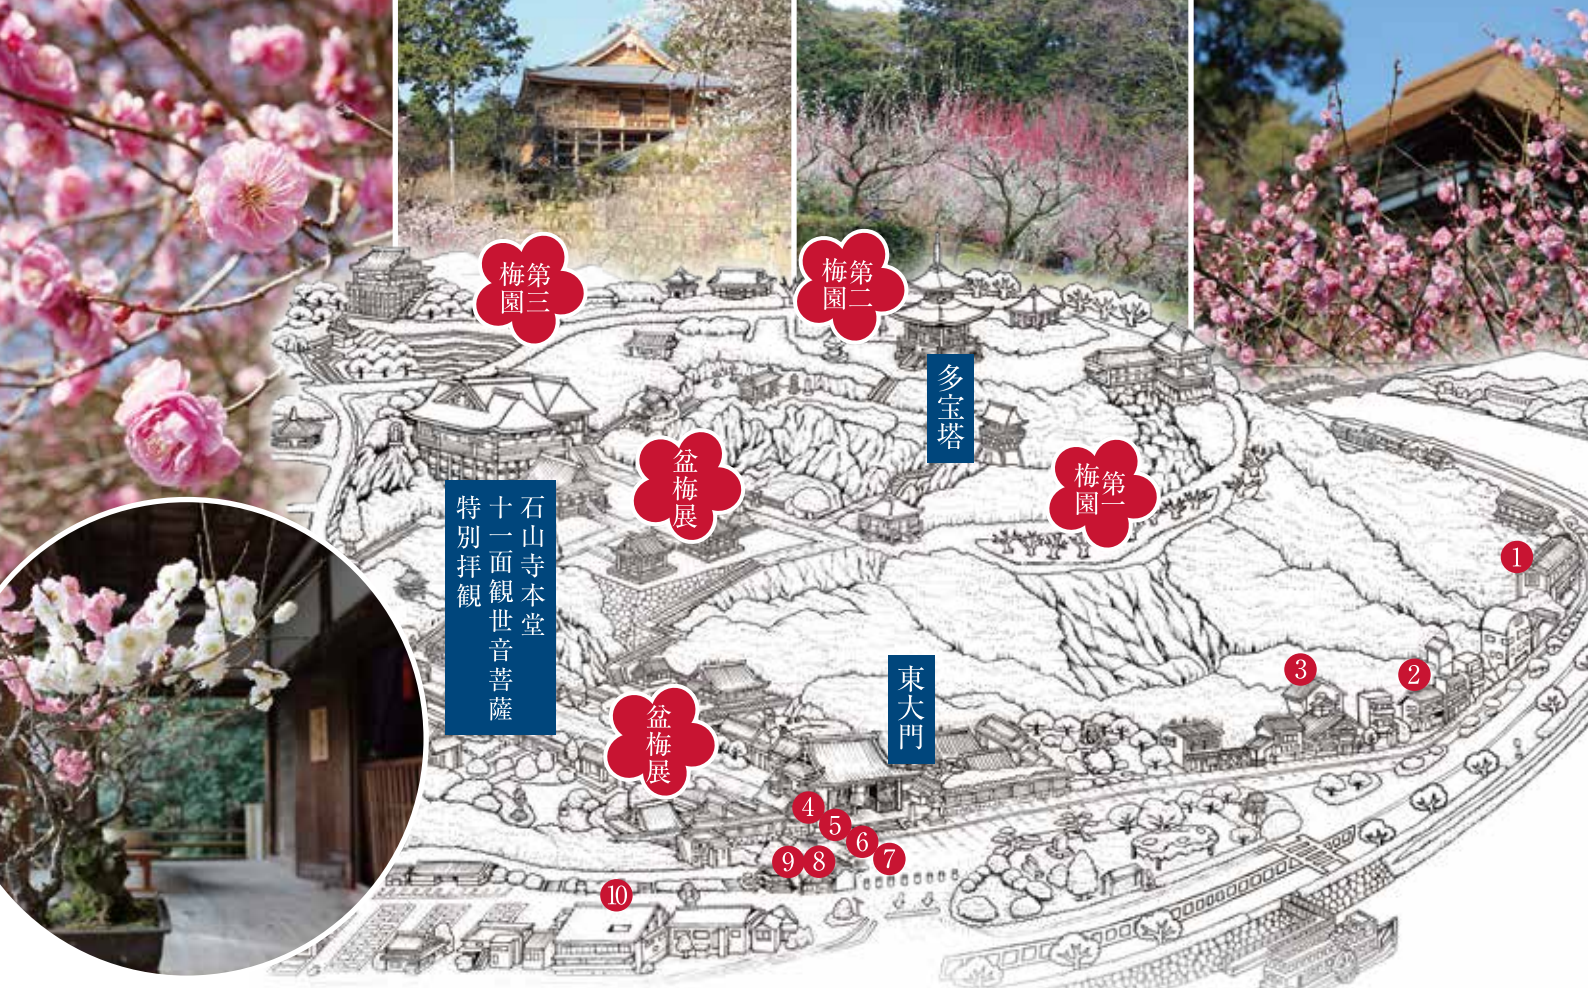 第三
梅園
第二
梅園
多宝塔
盆梅展
第一
梅園
石山寺本堂
十一面観世音菩薩
特別拝観
1
2
3
東大門
盆梅展
4
5
6
7
8
9
10